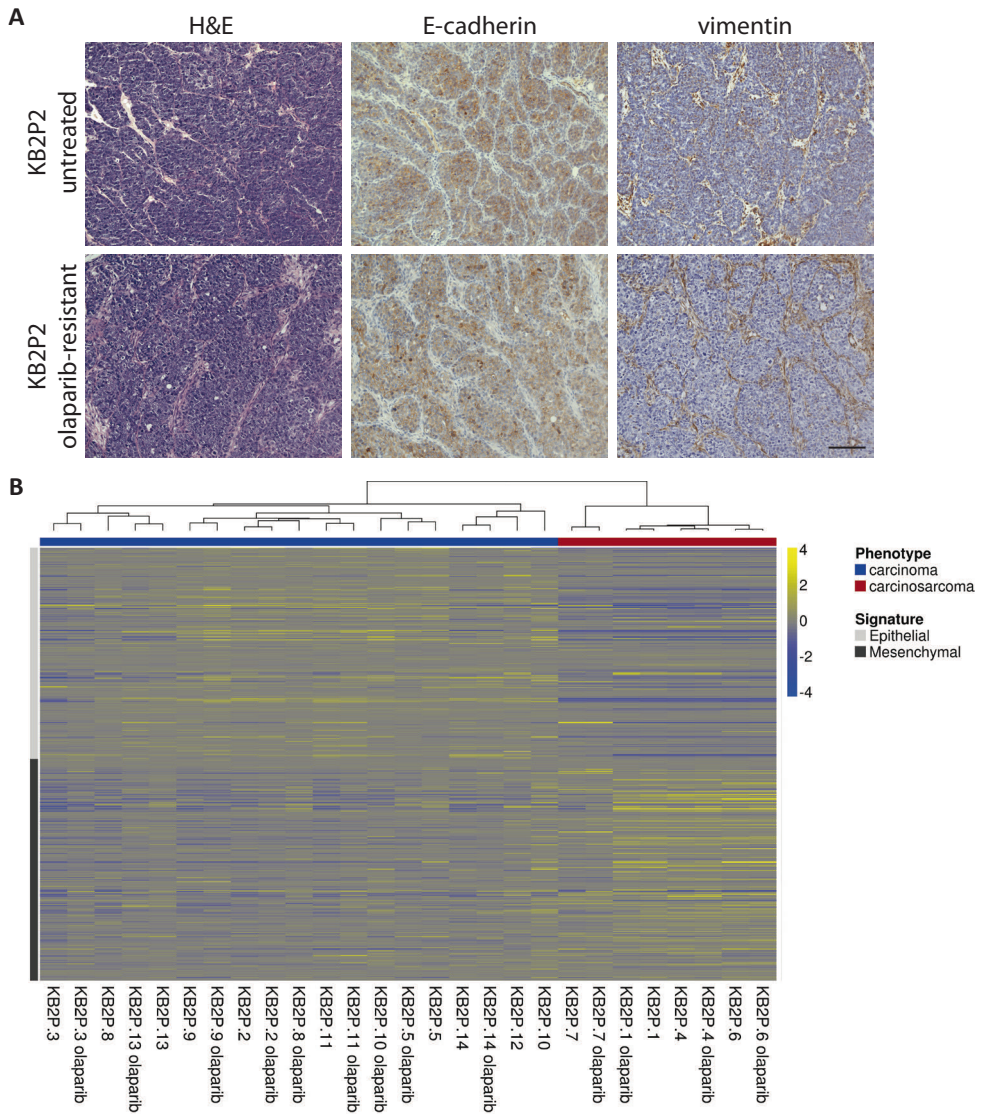 A
H&E
E-cadherin
vimentin
KB2P2
untreated
KB2P2
olaparib-resistant
B
4
2
0
-2
-4
Phenotype
carcinoma
carcinosarcoma
Signature
Epithelial
Mesenchymal
KB2P.3
KB2P.3 olaparib
KB2P.8
KB2P.13 olaparib
KB2P.13
KB2P.9
KB2P.9 olaparib
KB2P.2
KB2P.2 olaparib
KB2P.8 olaparib
KB2P.11
KB2P.11 olaparib
KB2P.10 olaparib
KB2P.5 olaparib
KB2P.5
KB2P.14
KB2P.14 olaparib
KB2P.12
KB2P.10
KB2P.7
KB2P.7 olaparib
KB2P.1 olaparib
KB2P.1
KB2P.4
KB2P.4 olaparib
KB2P.6
KB2P.6 olaparib